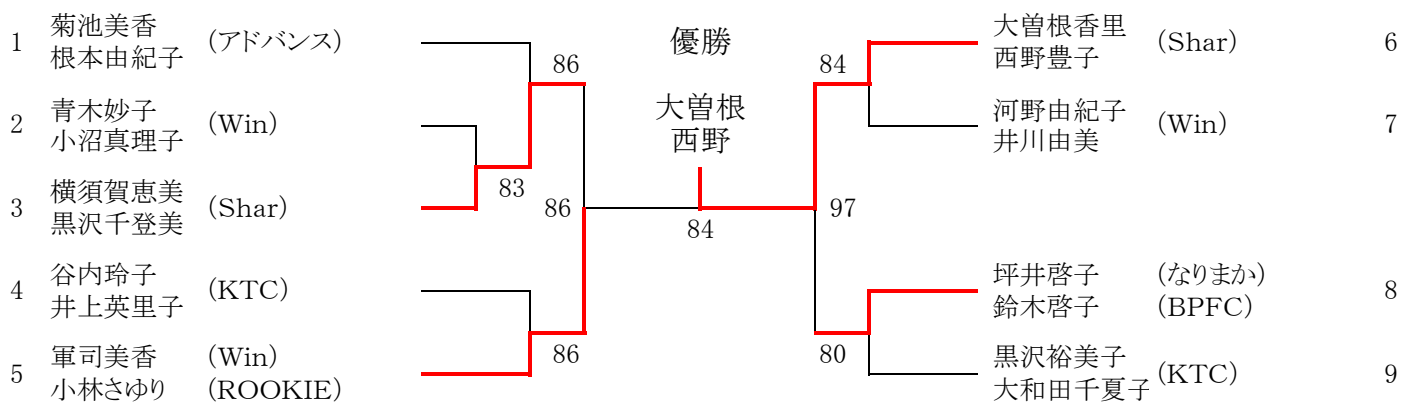 1 菊池美香 (アドバンス)
根本由紀子
2 青木妙子 (Win)
小沼真理子
3 横須賀恵美 (Shar)
黒沢千登美
4 谷内玲子 (KTC)
井上英里子
5 軍司美香 (Win)
小林さゆり (ROOKIE)
86
83
86
86
優勝
大曽根
西野
84
84
97
80
大曽根香里 (Shar) 6
西野豊子
河野由紀子 (Win) 7
井川由美
坪井啓子 (なりまか) 8
鈴木啓子 (BPFC)
黒沢裕美子 (KTC) 9
大和田千夏子